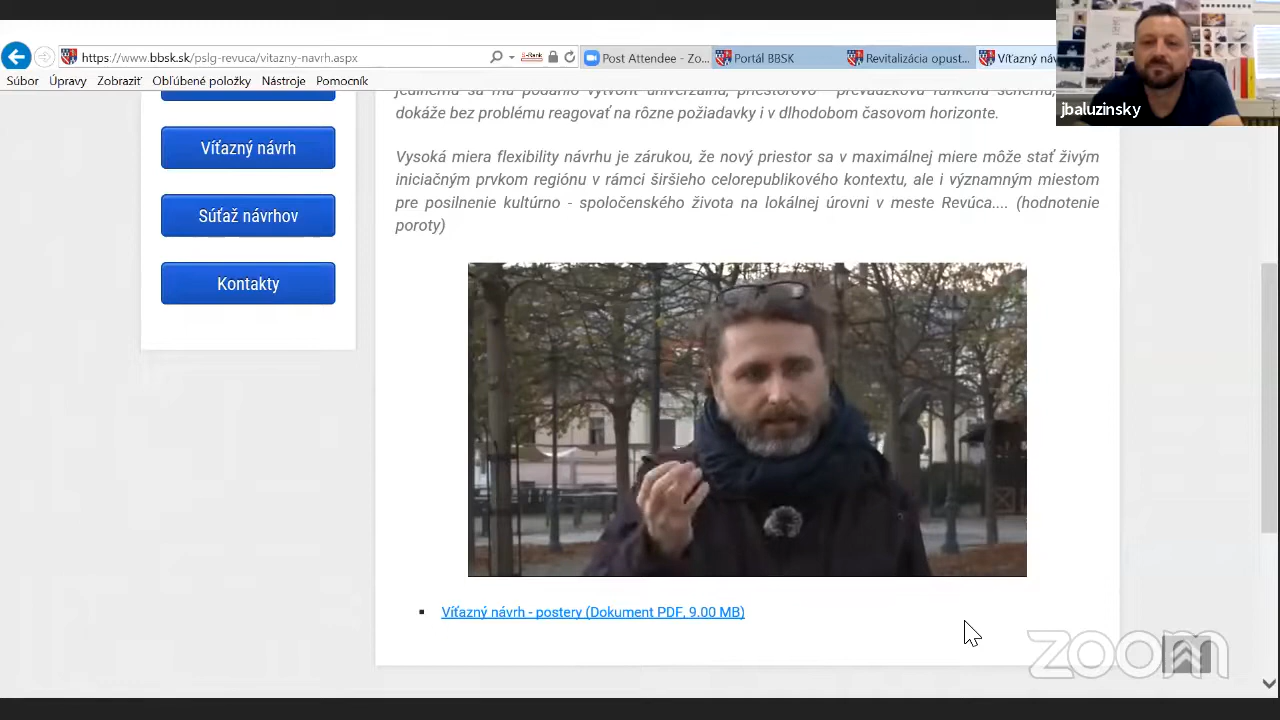 https://www.bbsk.sk/pslg-revuca/vitazny-navrh.aspx
Post Attendee - Zo...
Portál BBSK
Revitalizácia opust...
Víťazný náv
Súbor Úpravy Zobraziť Obľúbené položky Nástroje Pomocník
jbaluzinsky
dokáže bez problému reagovať na rôzne požiadavky i v dlhodobom časovom horizonte.
Víťazný návrh
Súťaž návrhov
Kontakty
Vysoká miera flexibility návrhu je zárukou, že nový priestor sa v maximálnej miere môže stať živým
iniciačným prvkom regiónu v rámci širšieho celorepublikového kontextu, ale i významným miestom
pre posilnenie kultúrno - spoločenského života na lokálnej úrovni v meste Revúca.... (hodnotenie
poroty)
Víťazný návrh - postery (Dokument PDF, 9.00 MB)
zoom